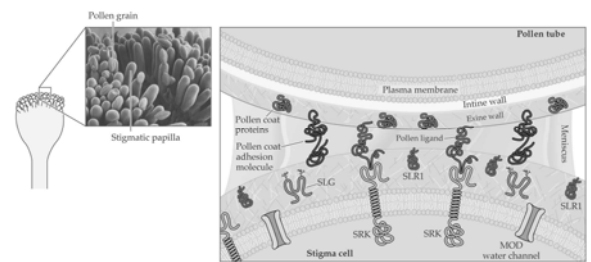 Pollen grain
Stigmatic papilla
Pollen tube
Plasma membrane
Intine wall
Exine wall
Pollen coat
proteins
Pollen ligand
Meniscus
Pollen coat
adhesion
molecule
SLR1
SLG
SLR1
SRK
SRK
MOD
water channel
Stigma cell